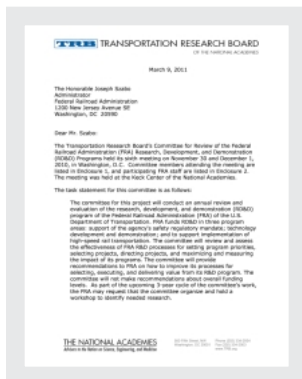 TRB TRANSPORTATION RESEARCH BOARD
OF THE NATIONAL ACADEMIES
March 9, 2011
The Honorable Joseph Szabo
Administrator
Federal Railroad Administration
1200 New Jersey Avenue SE
Washington, DC 20590
Dear Mr. Szabo:
The Transportation Research Board's Committee for Review of the Federal
Railroad Administration (FRA) Research, Development, and Demonstration
(RD&D) Programs held its sixth meeting on November 30 and December 1,
2010, in Washington, D.C. Committee members attending the meeting are
listed in Enclosure 1, and participating FRA staff are listed in Enclosure 2.
The meeting was held at the Keck Center of the National Academies.
The task statement for this committee is as follows:
The committee for this project will conduct an annual review and
evaluation of the research, development, and demonstration (RD&D)
program of the Federal Railroad Administration (FRA) of the U.S.
Department of Transportation. FRA funds RD&D in three program
areas: support of the agency's safety regulatory mandate; technology
development and demonstration; and to support implementation of
high-speed rail transportation. The committee will review and assess
the effectiveness of FRA R&D processes for setting program priorities,
selecting projects, directing projects, and maximizing and measuring
the impact of its programs. The committee will provide
recommendations to FRA on how to improve its processes for
selecting, executing, and delivering value from its R&D program. The
committee will not make recommendations about overall funding
levels. As part of the upcoming 3-year cycle of the committee's work,
the FRA may request that the committee organize and hold a
workshop to identify needed research.
THE NATIONAL ACADEMIES
Advisers to the Nation on Science, Engineering, and Medicine